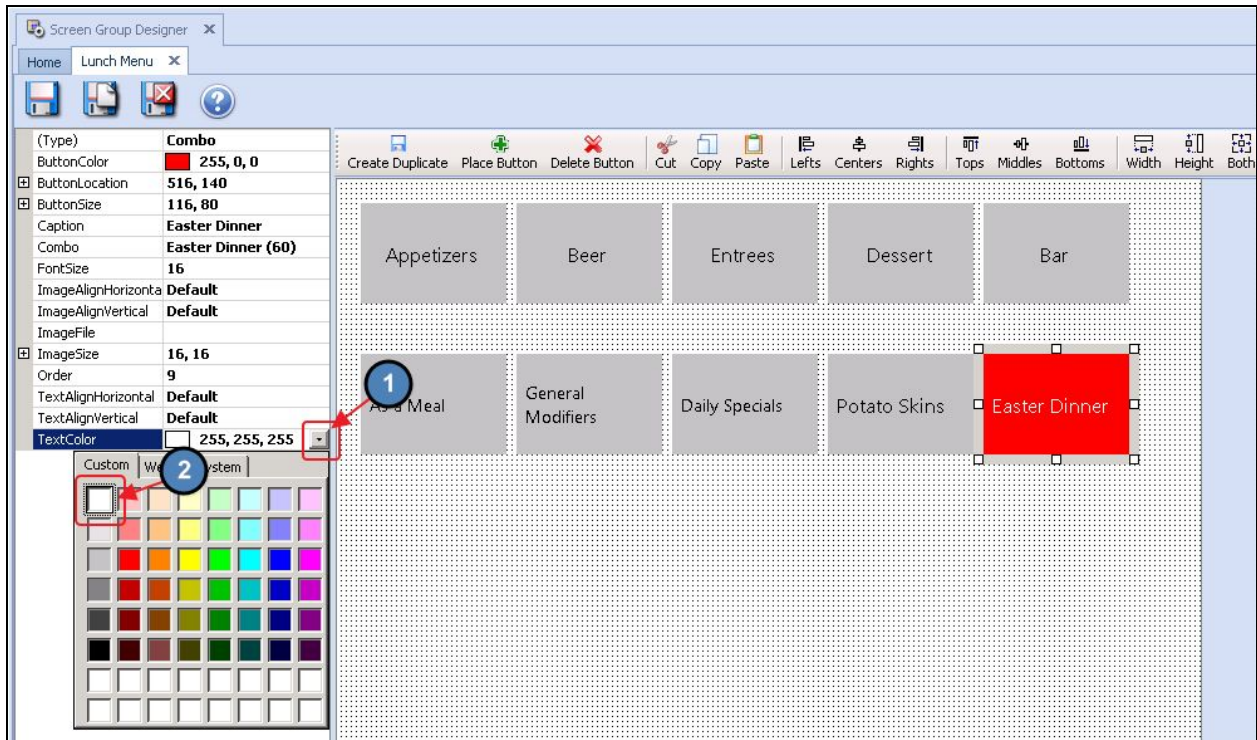 Screen Group Designer
Home Lunch Menu
(Type) Combo
ButtonColor 255, 0, 0
ButtonLocation 516, 140
ButtonSize 116, 80
Caption Easter Dinner
Combo Easter Dinner (60)
FontSize 16
ImageAlignHorizonta Default
ImageAlignVertical Default
ImageFile
ImageSize 16, 16
Order 9
TextAlignHorizontal Default
TextAlignVertical Default
TextColor 255, 255, 255
Custom We ystem
1
2
Create Duplicate Place Button Delete Button Cut Copy Paste Lefts Centers Rights Tops Middles Bottoms Width Height Both
Appetizers Beer Entrees Dessert Bar
As a Meal
General
Modifiers
Daily Specials Potato Skins Easter Dinner